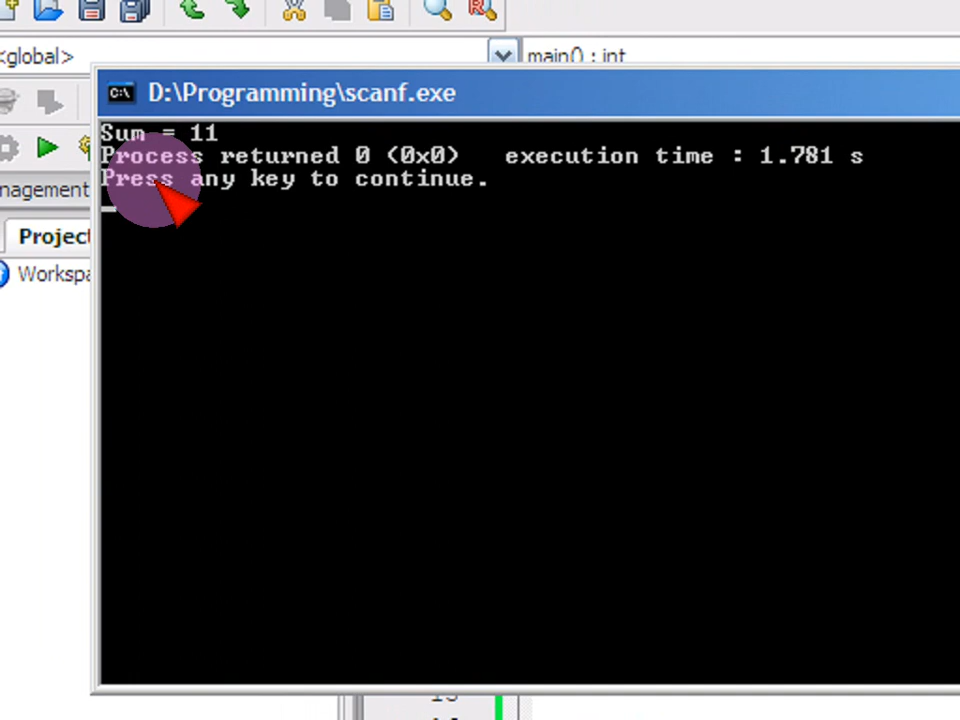 <global>
main() : int
D:\Programming\scanf.exe
Sum = 11
Process returned 0 (0x0)   execution time : 1.781 s
Press any key to continue.
nagement
Project
Workspa